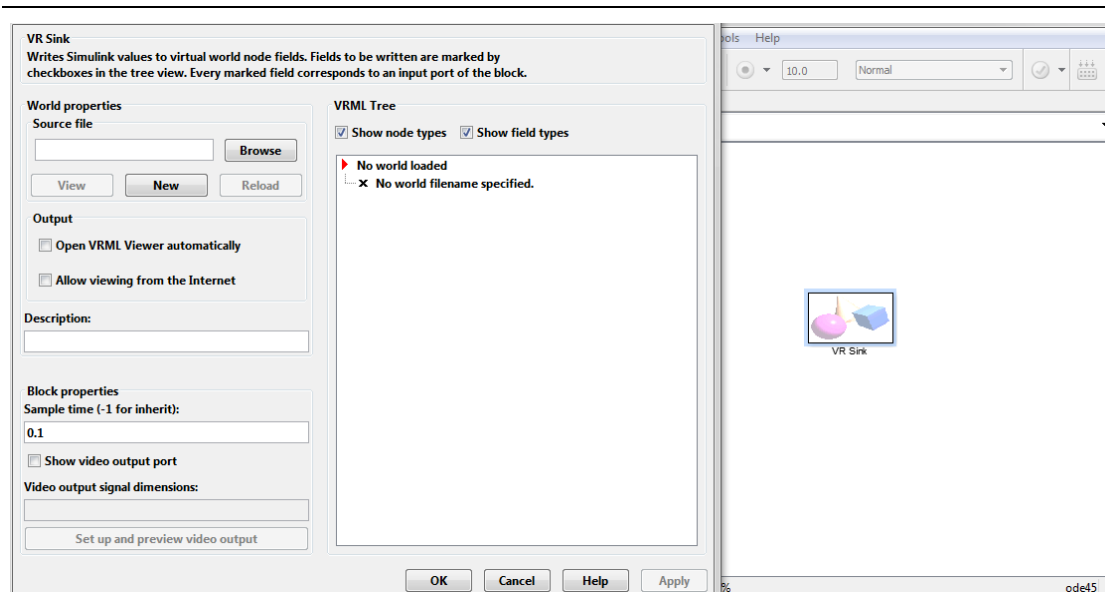 VR Sink
Writes Simulink values to virtual world node fields. Fields to be written are marked by
checkboxes in the tree view. Every marked field corresponds to an input port of the block.
World properties
Source file
Browse
View New Reload
Output
Open VRML Viewer automatically
Allow viewing from the Internet
Description:
Block properties
Sample time (-1 for inherit):
0.1
Show video output port
Video output signal dimensions:
Set up and preview video output
VRML Tree
Show node types Show field types
No world loaded
No world filename specified.
OK Cancel Help Apply
Help
10.0 Normal
VR Sink
% ode45